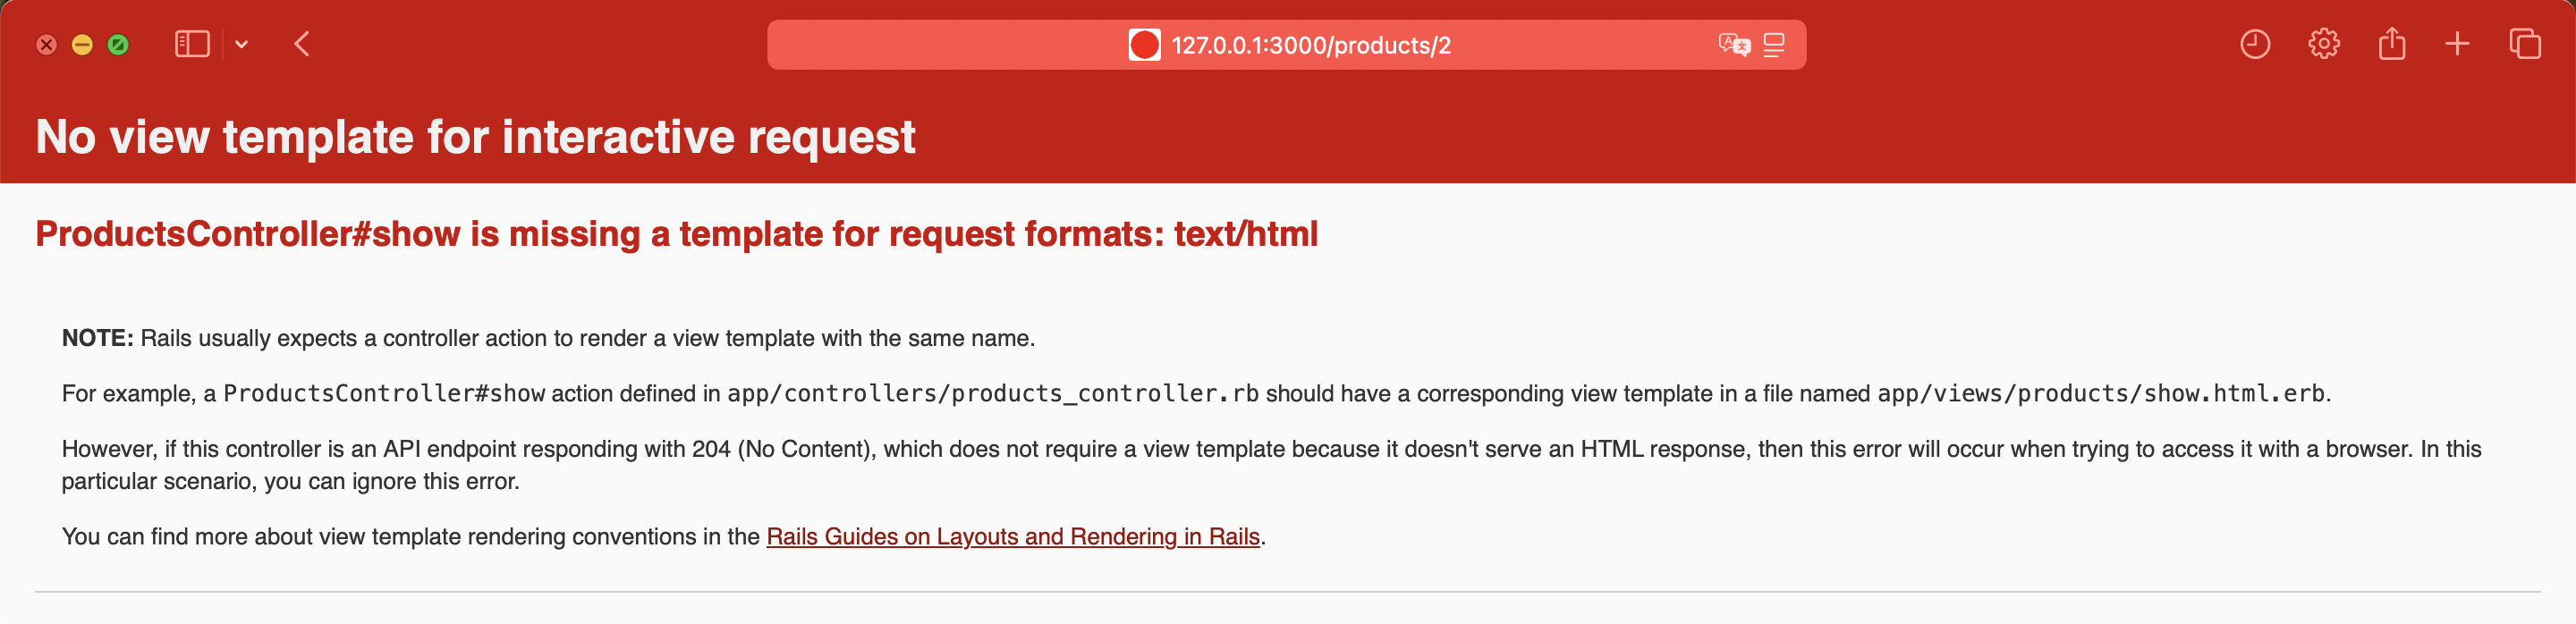 127.0.0.1:3000/products/2
No view template for interactive request
ProductsController#show is missing a template for request formats: text/html
NOTE: Rails usually expects a controller action to render a view template with the same name.
For example, a ProductsController#show action defined in app/controllers/products_controller.rb should have a corresponding view template in a file named app/views/products/show.html.erb.
However, if this controller is an API endpoint responding with 204 (No Content), which does not require a view template because it doesn't serve an HTML response, then this error will occur when trying to access it with a browser. In this
particular scenario, you can ignore this error.
You can find more about view template rendering conventions in the Rails Guides on Layouts and Rendering in Rails.